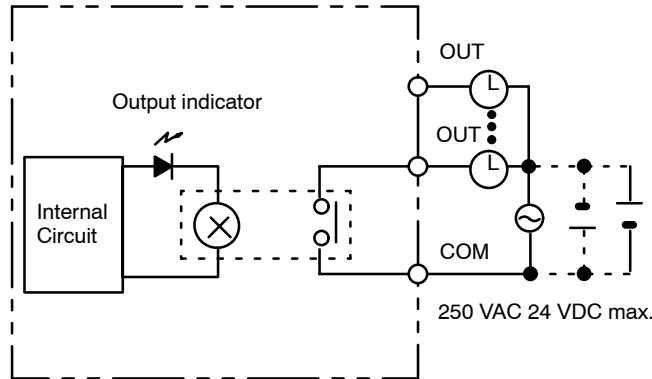 OUT
L
Output indicator
OUT
L
Internal
Circuit
COM
250 VAC 24 VDC max.